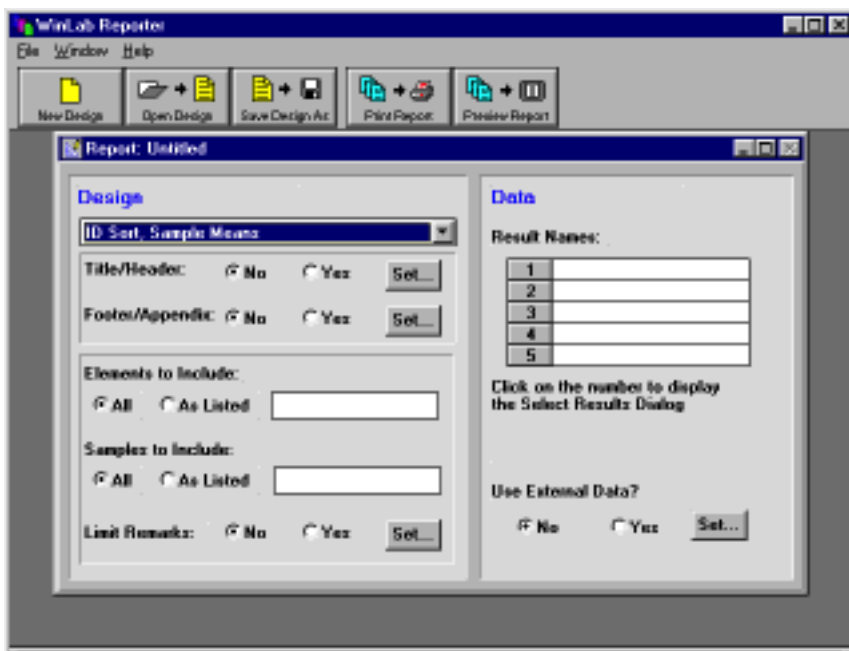 WinLab Reporter
File Window Help
New Design Open Design Save Design As Print Report Preview Report
Report: Untitled
Design
ID Sort, Sample Means
Title/Header: No Yes Set...
Footer/Appendix: No Yes Set...
Elements to Include:
All As Listed
Samples to Include:
All As Listed
Limit Remarks: No Yes Set...
Data
Result Names:
1
2
3
4
5
Click on the number to display
the Select Results Dialog
Use External Data?
No Yes Set...